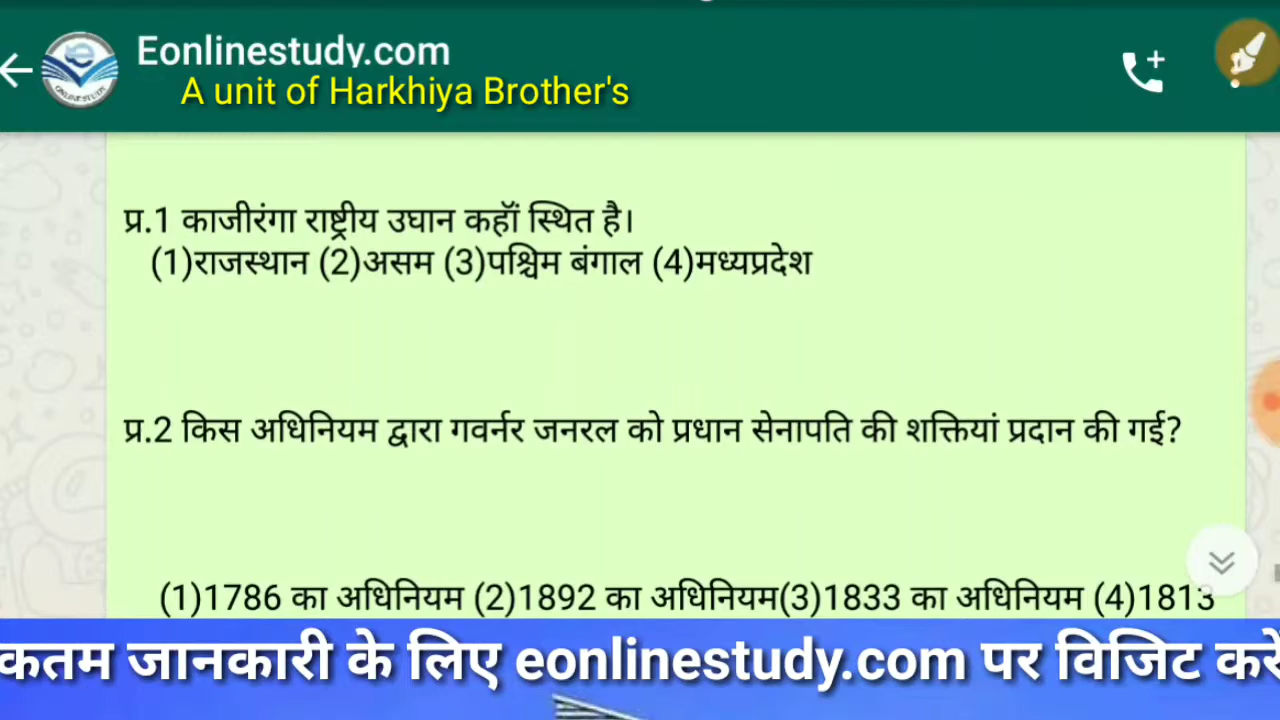 Eonlinestudy.com
A unit of Harkhiya Brother's
प्र.1 काजीरंगा राष्ट्रीय उघान कहॉं स्थित है।
(1)राजस्थान (2)असम (3)पश्चिम बंगाल (4)मध्यप्रदेश
प्र.2 किस अधिनियम द्वारा गवर्नर जनरल को प्रधान सेनापति की शक्तियां प्रदान की गई?
(1)1786 का अधिनियम (2)1892 का अधिनियम(3)1833 का अधिनियम (4)1813
कतम जानकारी के लिए eonlinestudy.com पर विजिट करे